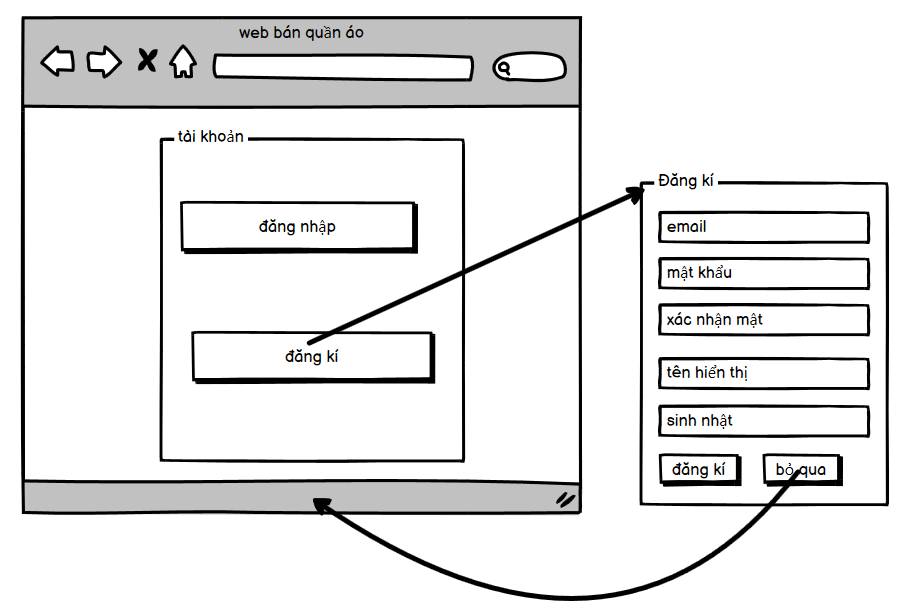 web bán quần áo
tài khoản
đăng nhập
đăng kí
Đăng kí
email
mật khẩu
xác nhận mật
tên hiển thị
sinh nhật
đăng kí
bỏ qua